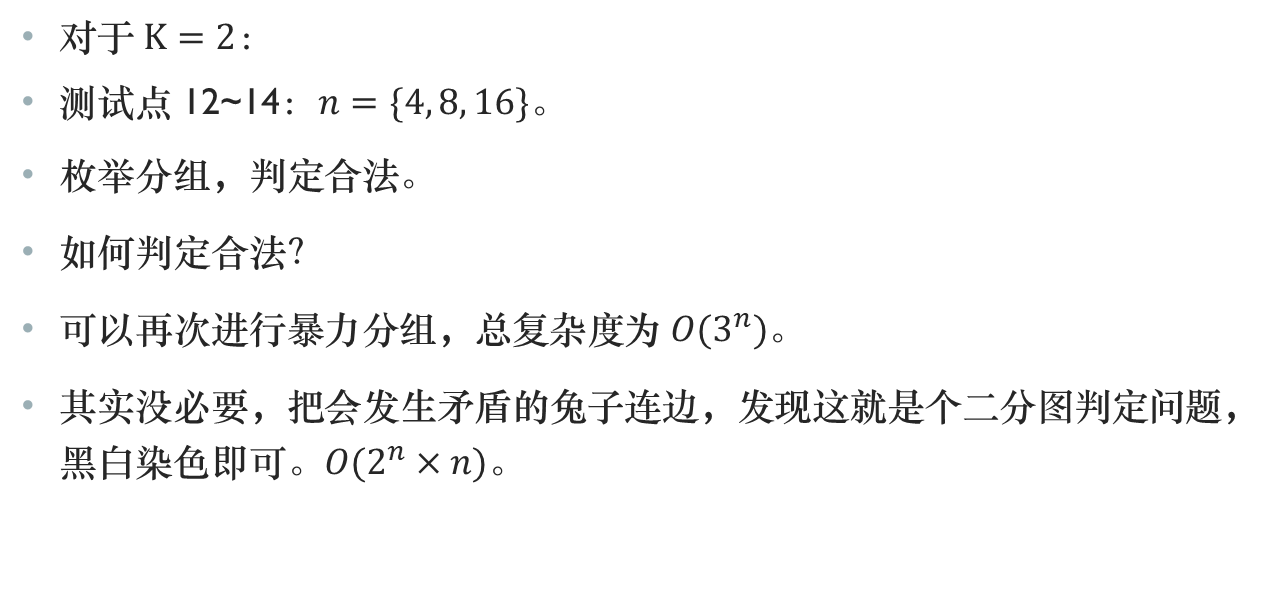 • 对于 K = 2：
• 测试点 12~14：n = {4, 8, 16}。
• 枚举分组，判定合法。
• 如何判定合法？
• 可以再次进行暴力分组，总复杂度为 O(3ⁿ)。
• 其实没必要，把会发生矛盾的兔子连边，发现这就是个二分图判定问题，
黑白染色即可。O(2ⁿ × n)。